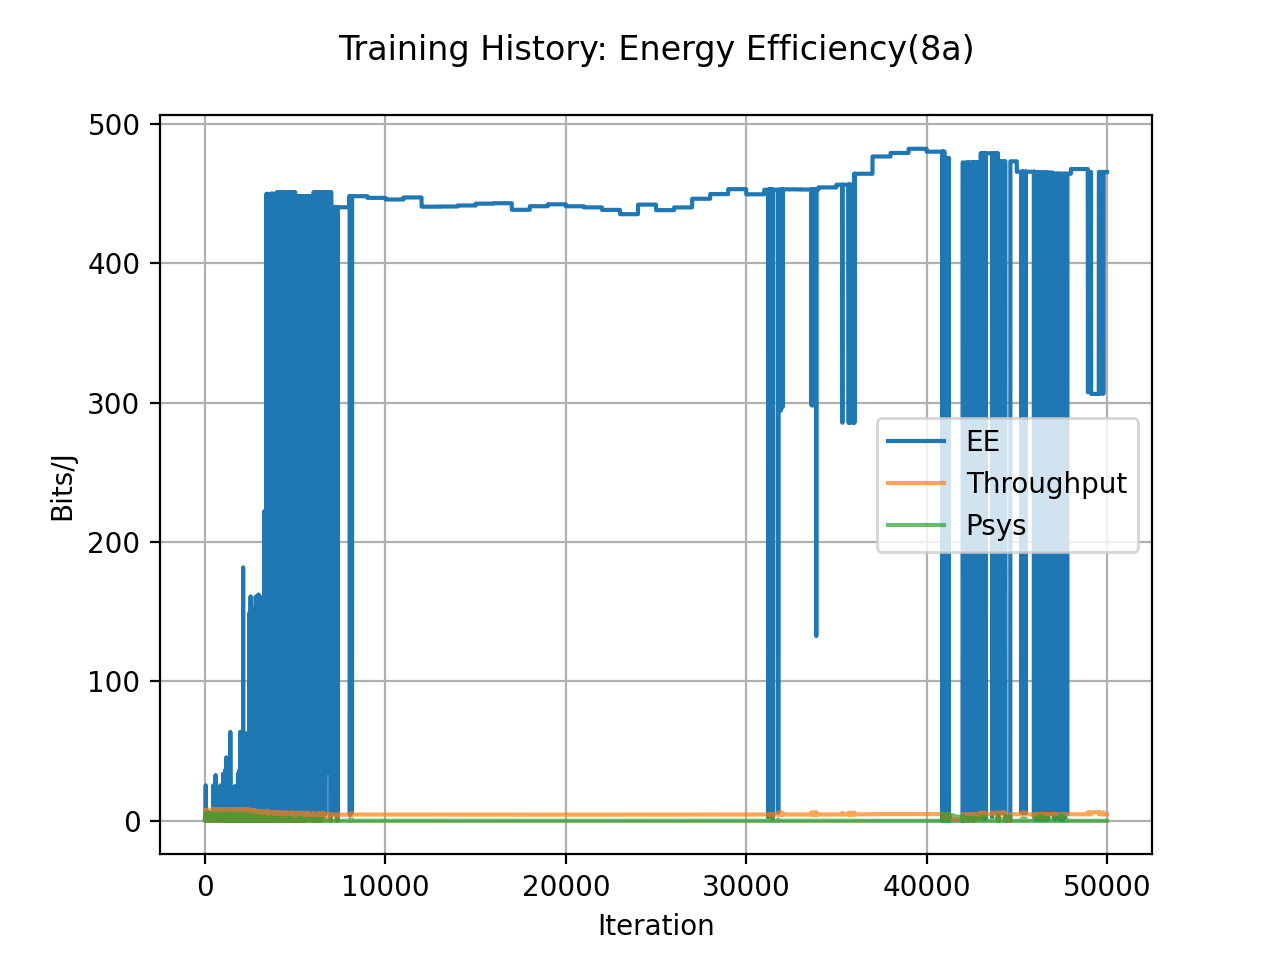 Training History: Energy Efficiency(8a)
500
400
300
200
100
0
Bits/J
EE
Throughput
Psys
0 10000 20000 30000 40000 50000
Iteration